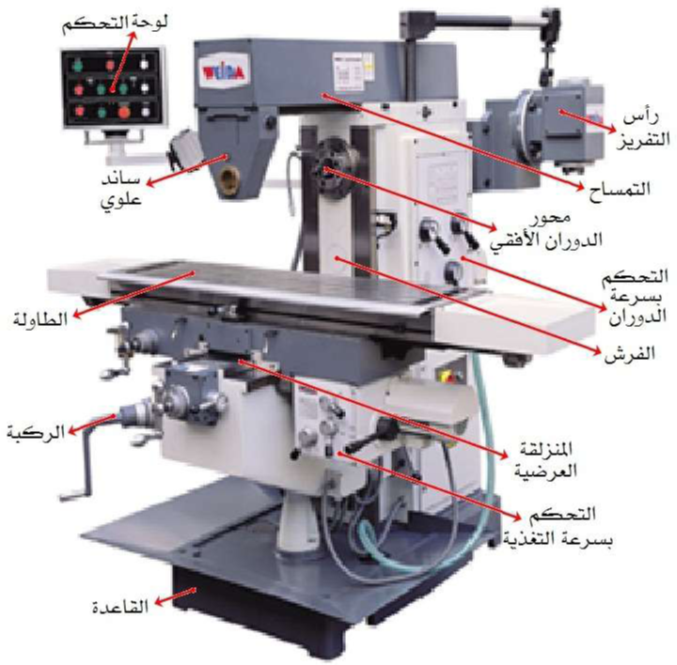 لوحة التحكم
WEIDA
رأس
التفريز
التمساح
ساند
علوي
محور
الدوران الأفقي
التحكم
بسرعة
الدوران
الطاولة
الفرش
الركبة
المنزلقة
العرضية
التحكم
بسرعة التغذية
القاعدة